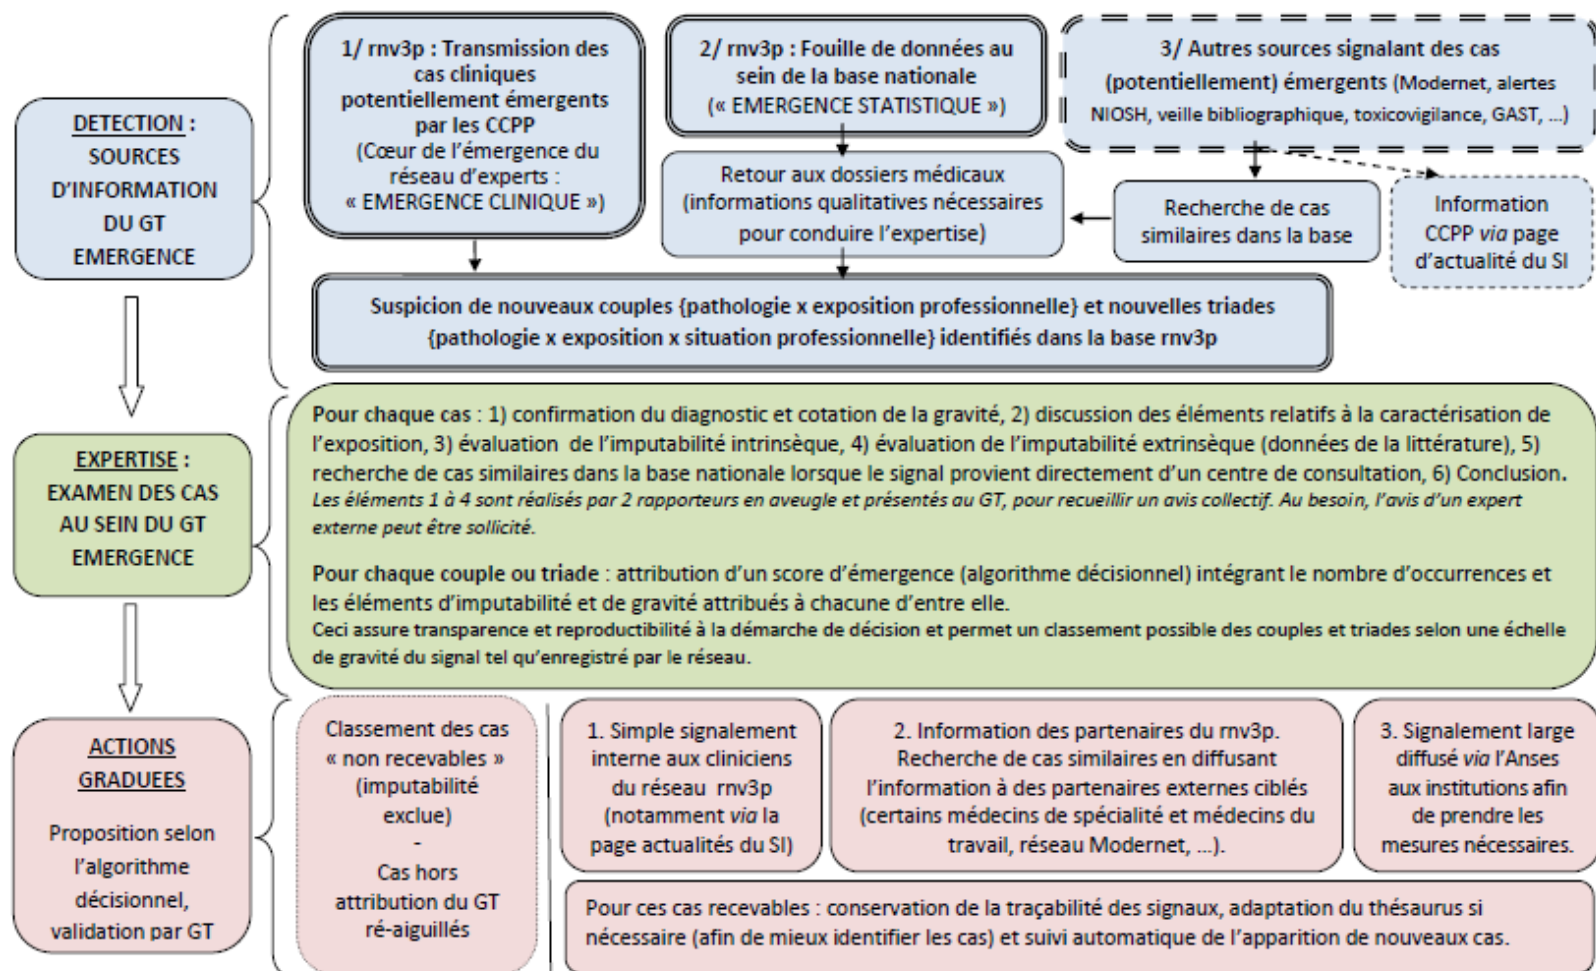 DETECTION :
SOURCES
D'INFORMATION
DU GT
EMERGENCE
1/ rnv3p : Transmission des
cas cliniques
potentiellement émergents
par les CCPP
(Cœur de l'émergence du
réseau d'experts :
« EMERGENCE CLINIQUE »)
2/ rnv3p : Fouille de données au
sein de la base nationale
(« EMERGENCE STATISTIQUE »)
3/ Autres sources signalant des cas
(potentiellement) émergents (Modernet, alertes
NIOSH, veille bibliographique, toxicovigilance, GAST, ...)
Retour aux dossiers médicaux
(informations qualitatives nécessaires
pour conduire l'expertise)
Recherche de cas
similaires dans la base
Information
CCPP via page
d'actualité du SI
Suspicion de nouveaux couples {pathologie x exposition professionnelle} et nouvelles triades
{pathologie x exposition x situation professionnelle} identifiés dans la base rnv3p
EXPERTISE :
EXAMEN DES CAS
AU SEIN DU GT
EMERGENCE
Pour chaque cas : 1) confirmation du diagnostic et cotation de la gravité, 2) discussion des éléments relatifs à la caractérisation de
l'exposition, 3) évaluation de l'imputabilité intrinsèque, 4) évaluation de l'imputabilité extrinsèque (données de la littérature), 5)
recherche de cas similaires dans la base nationale lorsque le signal provient directement d'un centre de consultation, 6) Conclusion.
Les éléments 1 à 4 sont réalisés par 2 rapporteurs en aveugle et présentés au GT, pour recueillir un avis collectif. Au besoin, l'avis d'un expert
externe peut être sollicité.
Pour chaque couple ou triade : attribution d'un score d'émergence (algorithme décisionnel) intégrant le nombre d'occurrences et
les éléments d'imputabilité et de gravité attribués à chacune d'entre elle.
Ceci assure transparence et reproductibilité à la démarche de décision et permet un classement possible des couples et triades selon une échelle
de gravité du signal tel qu'enregistré par le réseau.
ACTIONS
GRADUEES
Proposition selon
l'algorithme
décisionnel,
validation par GT
Classement des cas
« non recevables »
(imputabilité
exclue)
-
Cas hors
attribution du GT
ré-aiguillés
1. Simple signalement
interne aux cliniciens
du réseau rnv3p
(notamment via la
page actualités du SI)
2. Information des partenaires du rnv3p.
Recherche de cas similaires en diffusant
l'information à des partenaires externes ciblés
(certains médecins de spécialité et médecins du
travail, réseau Modernet, ...).
3. Signalement large
diffusé via l'Anses
aux institutions afin
de prendre les
mesures nécessaires.
Pour ces cas recevables : conservation de la traçabilité des signaux, adaptation du thésaurus si
nécessaire (afin de mieux identifier les cas) et suivi automatique de l'apparition de nouveaux cas.